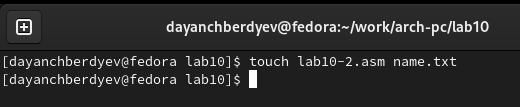 dayanchberdyev@fedora:~/work/arch-pc/lab10
[dayanchberdyev@fedora lab10]$ touch lab10-2.asm name.txt
[dayanchberdyev@fedora lab10]$